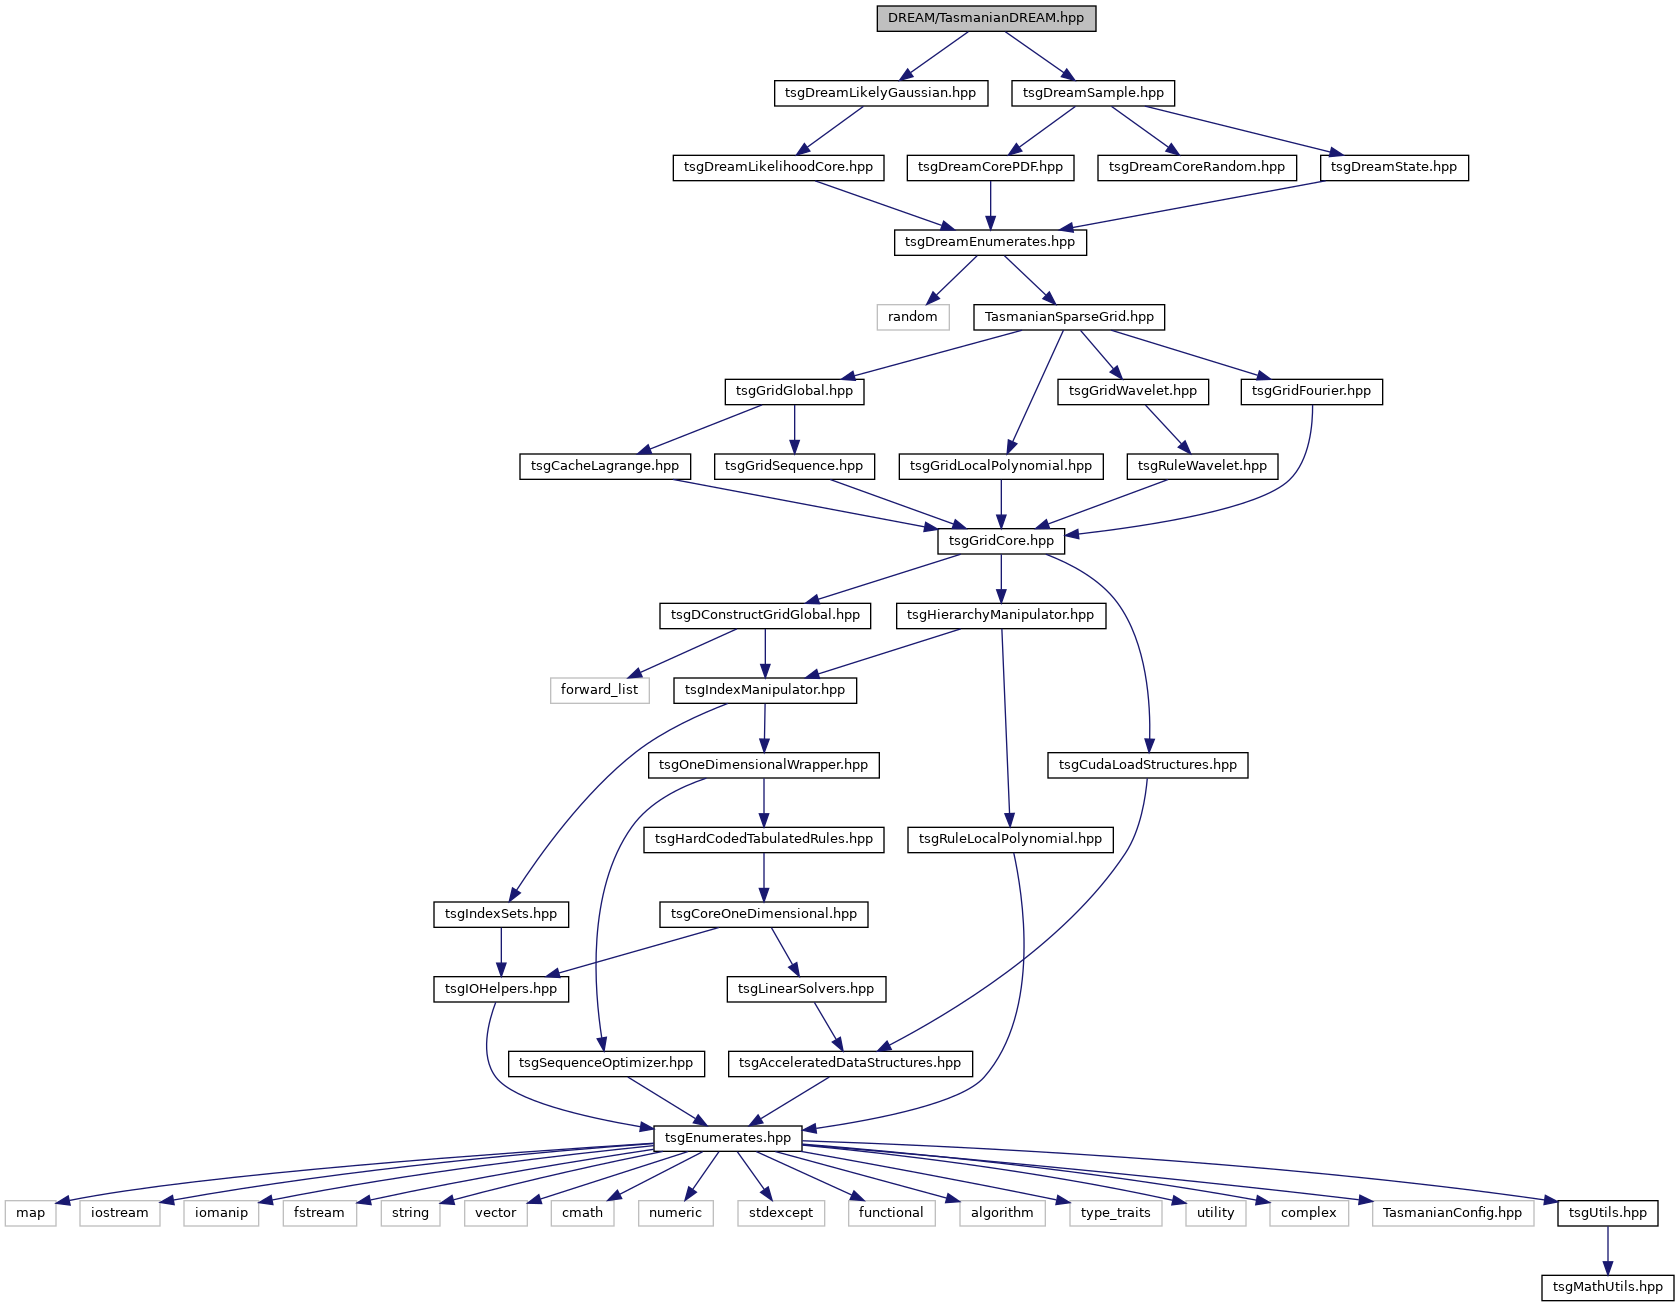 DREAM/TasmanianDREAM.hpp
tsgDreamLikelyGaussian.hpp
tsgDreamSample.hpp
tsgDreamLikelihoodCore.hpp
tsgDreamCorePDF.hpp
tsgDreamCoreRandom.hpp
tsgDreamState.hpp
tsgDreamEnumerates.hpp
random
TasmanianSparseGrid.hpp
tsgGridGlobal.hpp
tsgGridWavelet.hpp
tsgGridFourier.hpp
tsgCacheLagrange.hpp
tsgGridSequence.hpp
tsgGridLocalPolynomial.hpp
tsgRuleWavelet.hpp
tsgGridCore.hpp
tsgDConstructGridGlobal.hpp
tsgHierarchyManipulator.hpp
forward_list
tsgIndexManipulator.hpp
tsgOneDimensionalWrapper.hpp
tsgCudaLoadStructures.hpp
tsgHardCodedTabulatedRules.hpp
tsgRuleLocalPolynomial.hpp
tsgIndexSets.hpp
tsgCoreOneDimensional.hpp
tsgIOHelpers.hpp
tsgLinearSolvers.hpp
tsgSequenceOptimizer.hpp
tsgAcceleratedDataStructures.hpp
tsgEnumerates.hpp
map
iostream
iomanip
fstream
string
vector
cmath
numeric
stdexcept
functional
algorithm
type_traits
utility
complex
TasmanianConfig.hpp
tsgUtils.hpp
tsgMathUtils.hpp